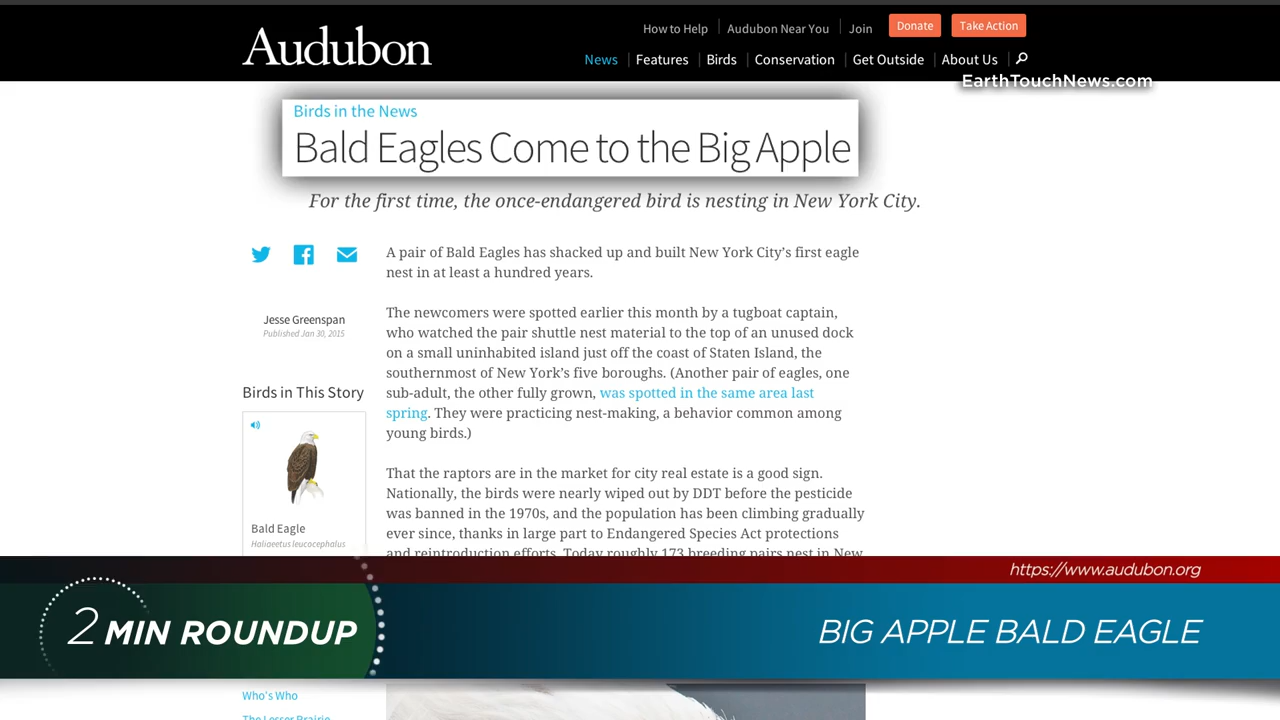 Audubon
How to Help
Audubon Near You
Join
Donate
Take Action
News
Features
Birds
Conservation
Get Outside
About Us
EarthTouchNews.com
Birds in the News
Bald Eagles Come to the Big Apple
For the first time, the once-endangered bird is nesting in New York City.
A pair of Bald Eagles has shacked up and built New York City’s first eagle
nest in at least a hundred years.
Jesse Greenspan
Published Jan 30, 2015
The newcomers were spotted earlier this month by a tugboat captain,
who watched the pair shuttle nest material to the top of an unused dock
on a small uninhabited island just off the coast of Staten Island, the
southernmost of New York’s five boroughs. (Another pair of eagles, one
sub-adult, the other fully grown, was spotted in the same area last
spring. They were practicing nest-making, a behavior common among
young birds.)
Birds in This Story
Bald Eagle
Haliaeetus leucocephalus
That the raptors are in the market for city real estate is a good sign.
Nationally, the birds were nearly wiped out by DDT before the pesticide
was banned in the 1970s, and the population has been climbing gradually
ever since, thanks in large part to Endangered Species Act protections
and reintroduction efforts. Today roughly 173 breeding pairs nest in New
https://www.audubon.org
2 MIN ROUNDUP
BIG APPLE BALD EAGLE
Who's Who
The Lesser Prairie